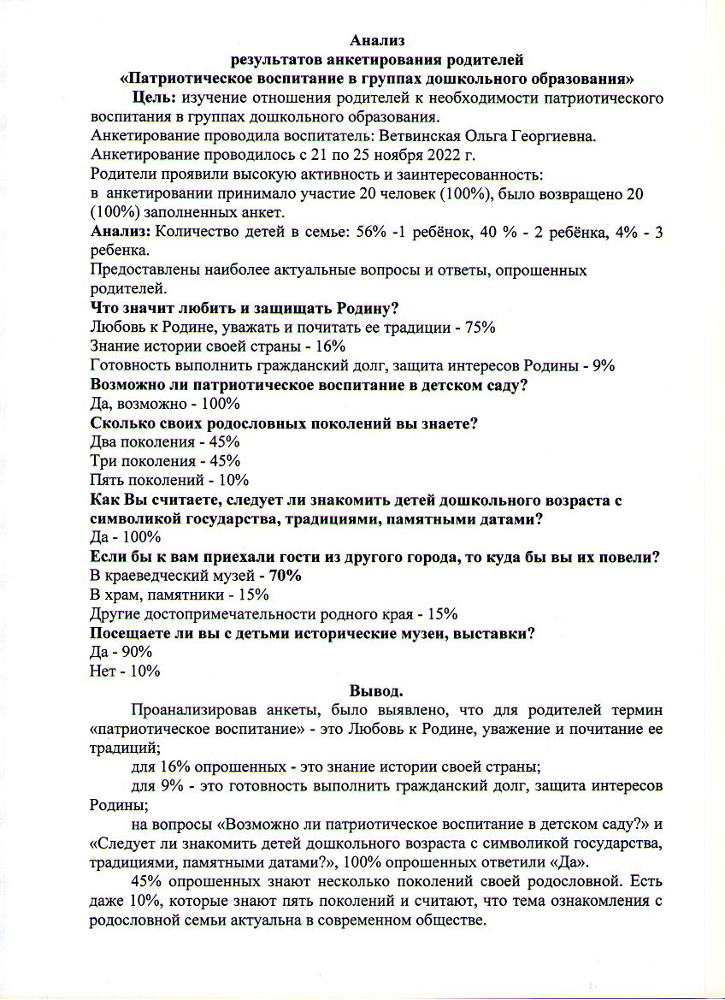 Анализ
результатов анкетирования родителей
«Патриотическое воспитание в группах дошкольного образования»
Цель: изучение отношения родителей к необходимости патриотического
воспитания в группах дошкольного образования.
Анкетирование проводила воспитатель: Ветвинская Ольга Георгиевна.
Анкетирование проводилось с 21 по 25 ноября 2022 г.
Родители проявили высокую активность и заинтересованность:
в анкетировании принимало участие 20 человек (100%), было возвращено 20
(100%) заполненных анкет.
Анализ: Количество детей в семье: 56% -1 ребёнок, 40 % - 2 ребёнка, 4% - 3
ребенка.
Предоставлены наиболее актуальные вопросы и ответы, опрошенных
родителей.
Что значит любить и защищать Родину?
Любовь к Родине, уважать и почитать ее традиции - 75%
Знание истории своей страны - 16%
Готовность выполнить гражданский долг, защита интересов Родины - 9%
Возможно ли патриотическое воспитание в детском саду?
Да, возможно - 100%
Сколько своих родословных поколений вы знаете?
Два поколения - 45%
Три поколения - 45%
Пять поколений - 10%
Как Вы считаете, следует ли знакомить детей дошкольного возраста с
символикой государства, традициями, памятными датами?
Да - 100%
Если бы к вам приехали гости из другого города, то куда бы вы их повели?
В краеведческий музей - 70%
В храм, памятники - 15%
Другие достопримечательности родного края - 15%
Посещаете ли вы с детьми исторические музеи, выставки?
Да - 90%
Нет - 10%
Вывод.
Проанализировав анкеты, было выявлено, что для родителей термин
«патриотическое воспитание» - это Любовь к Родине, уважение и почитание ее
традиций;
для 16% опрошенных - это знание истории своей страны;
для 9% - это готовность выполнить гражданский долг, защита интересов
Родины;
на вопросы «Возможно ли патриотическое воспитание в детском саду?» и
«Следует ли знакомить детей дошкольного возраста с символикой государства,
традициями, памятными датами?», 100% опрошенных ответили «Да».
45% опрошенных знают несколько поколений своей родословной. Есть
даже 10%, которые знают пять поколений и считают, что тема ознакомления с
родословной семьи актуальна в современном обществе.